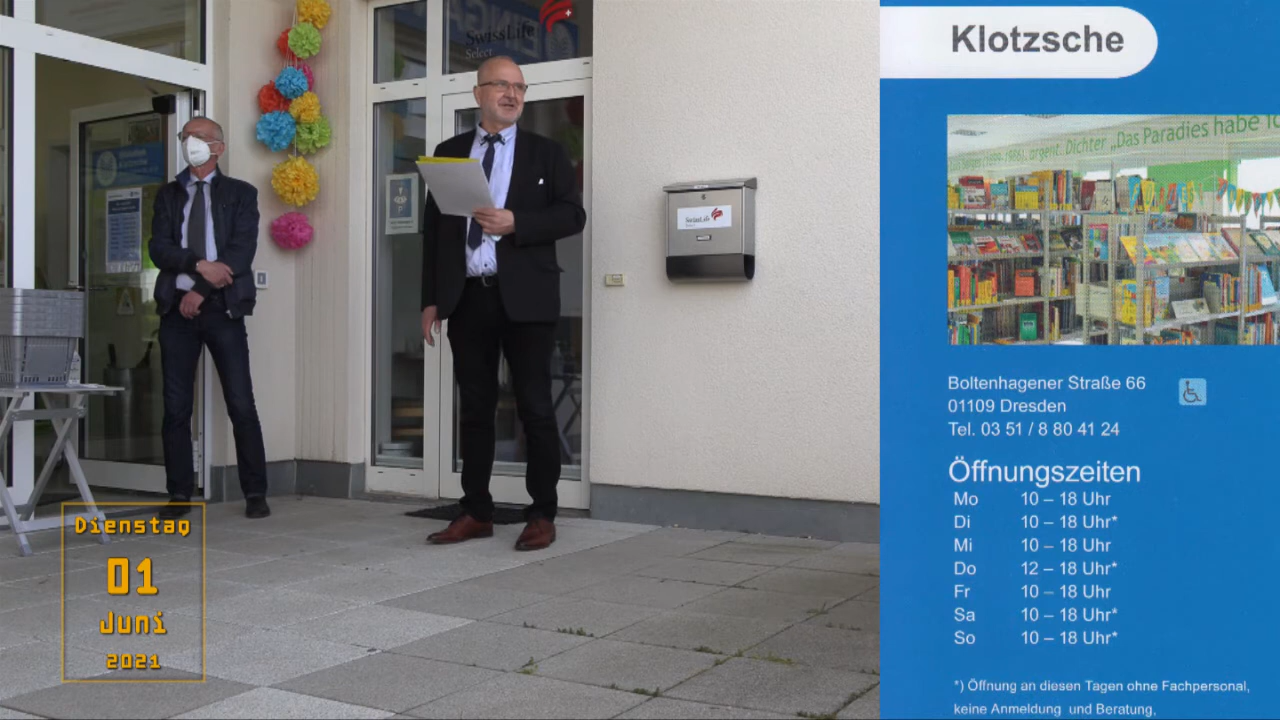 SwissLife
Select
SwissLife
Dienstag
01
Juni
2021
Klotzsche
argent. Dichter „Das Paradies habe ic
Boltenhagener Straße 66
01109 Dresden
Tel. 03 51 / 8 80 41 24
Öffnungszeiten
Mo 10 – 18 Uhr
Di 10 – 18 Uhr*
Mi 10 – 18 Uhr
Do 12 – 18 Uhr*
Fr 10 – 18 Uhr
Sa 10 – 18 Uhr*
So 10 – 18 Uhr*
*) Öffnung an diesen Tagen ohne Fachpersonal,
keine Anmeldung und Beratung,